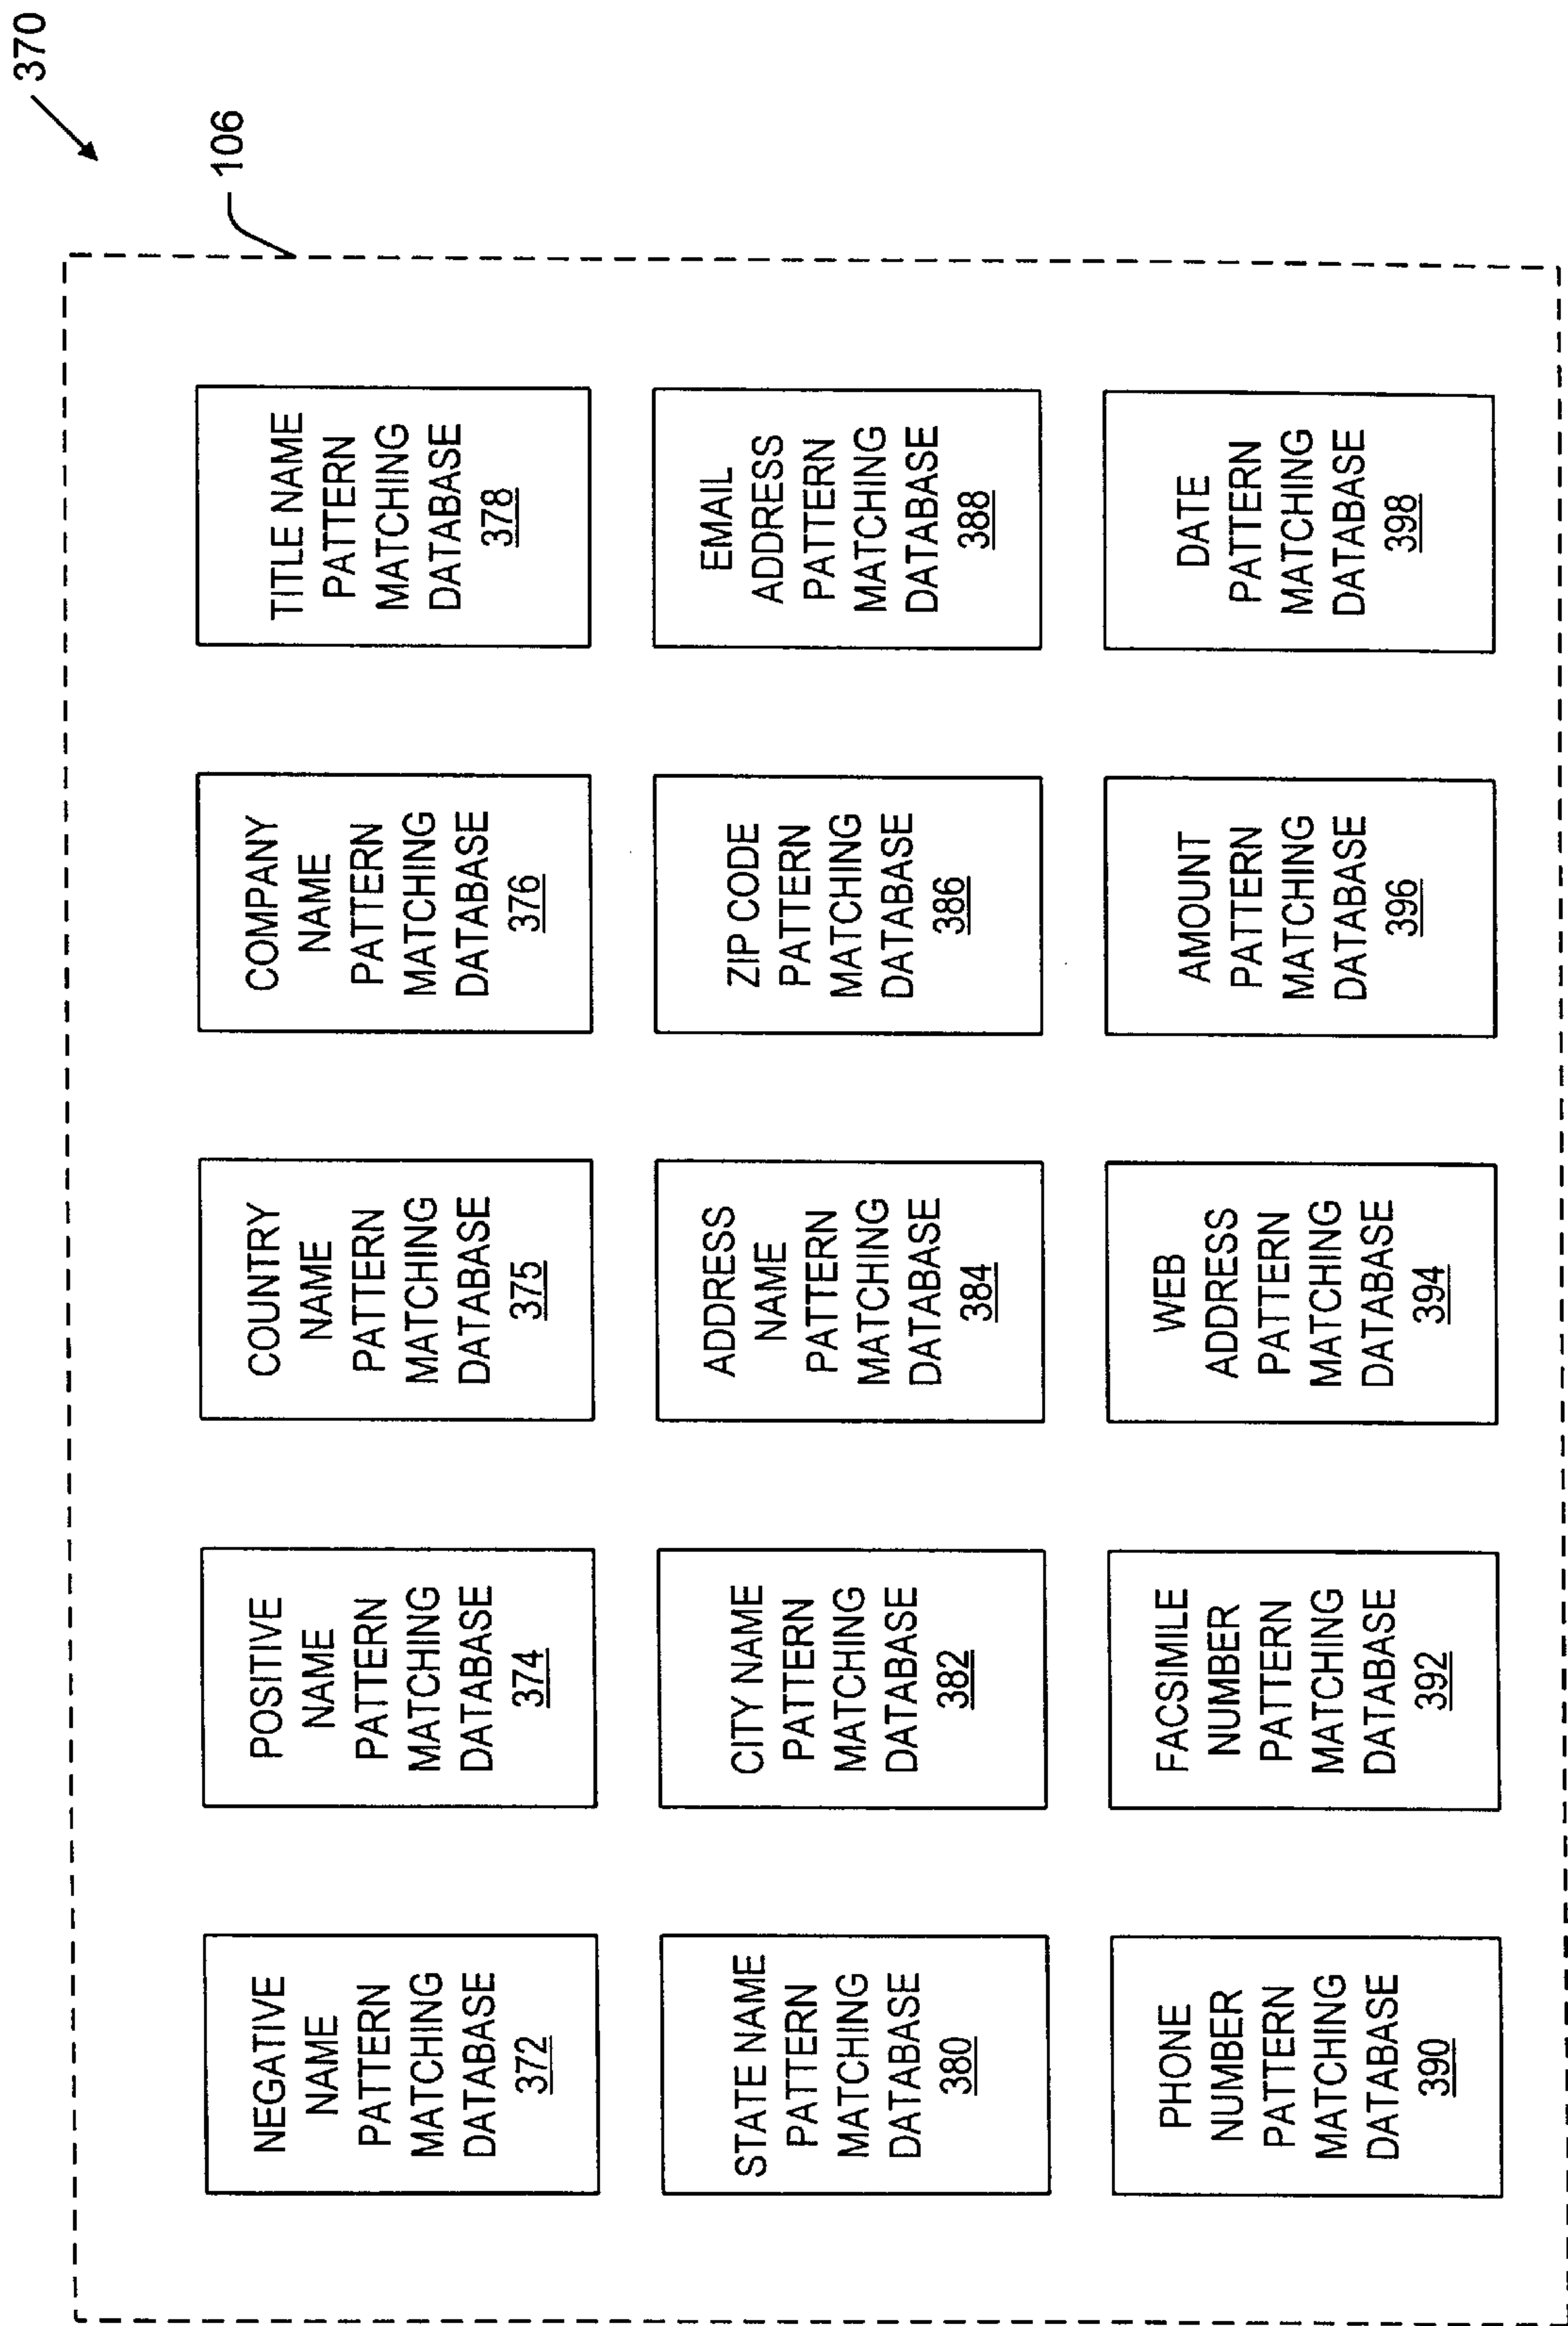 370
106
NEGATIVE
NAME
PATTERN
MATCHING
DATABASE
372
POSITIVE
NAME
PATTERN
MATCHING
DATABASE
374
COUNTRY
NAME
PATTERN
MATCHING
DATABASE
375
COMPANY
NAME
PATTERN
MATCHING
DATABASE
376
TITLE NAME
PATTERN
MATCHING
DATABASE
378
STATE NAME
PATTERN
MATCHING
DATABASE
380
CITY NAME
PATTERN
MATCHING
DATABASE
382
ADDRESS
NAME
PATTERN
MATCHING
DATABASE
384
ZIP CODE
PATTERN
MATCHING
DATABASE
386
EMAIL
ADDRESS
PATTERN
MATCHING
DATABASE
388
PHONE
NUMBER
PATTERN
MATCHING
DATABASE
390
FACSIMILE
NUMBER
PATTERN
MATCHING
DATABASE
392
WEB
ADDRESS
PATTERN
MATCHING
DATABASE
394
AMOUNT
PATTERN
MATCHING
DATABASE
396
DATE
PATTERN
MATCHING
DATABASE
398